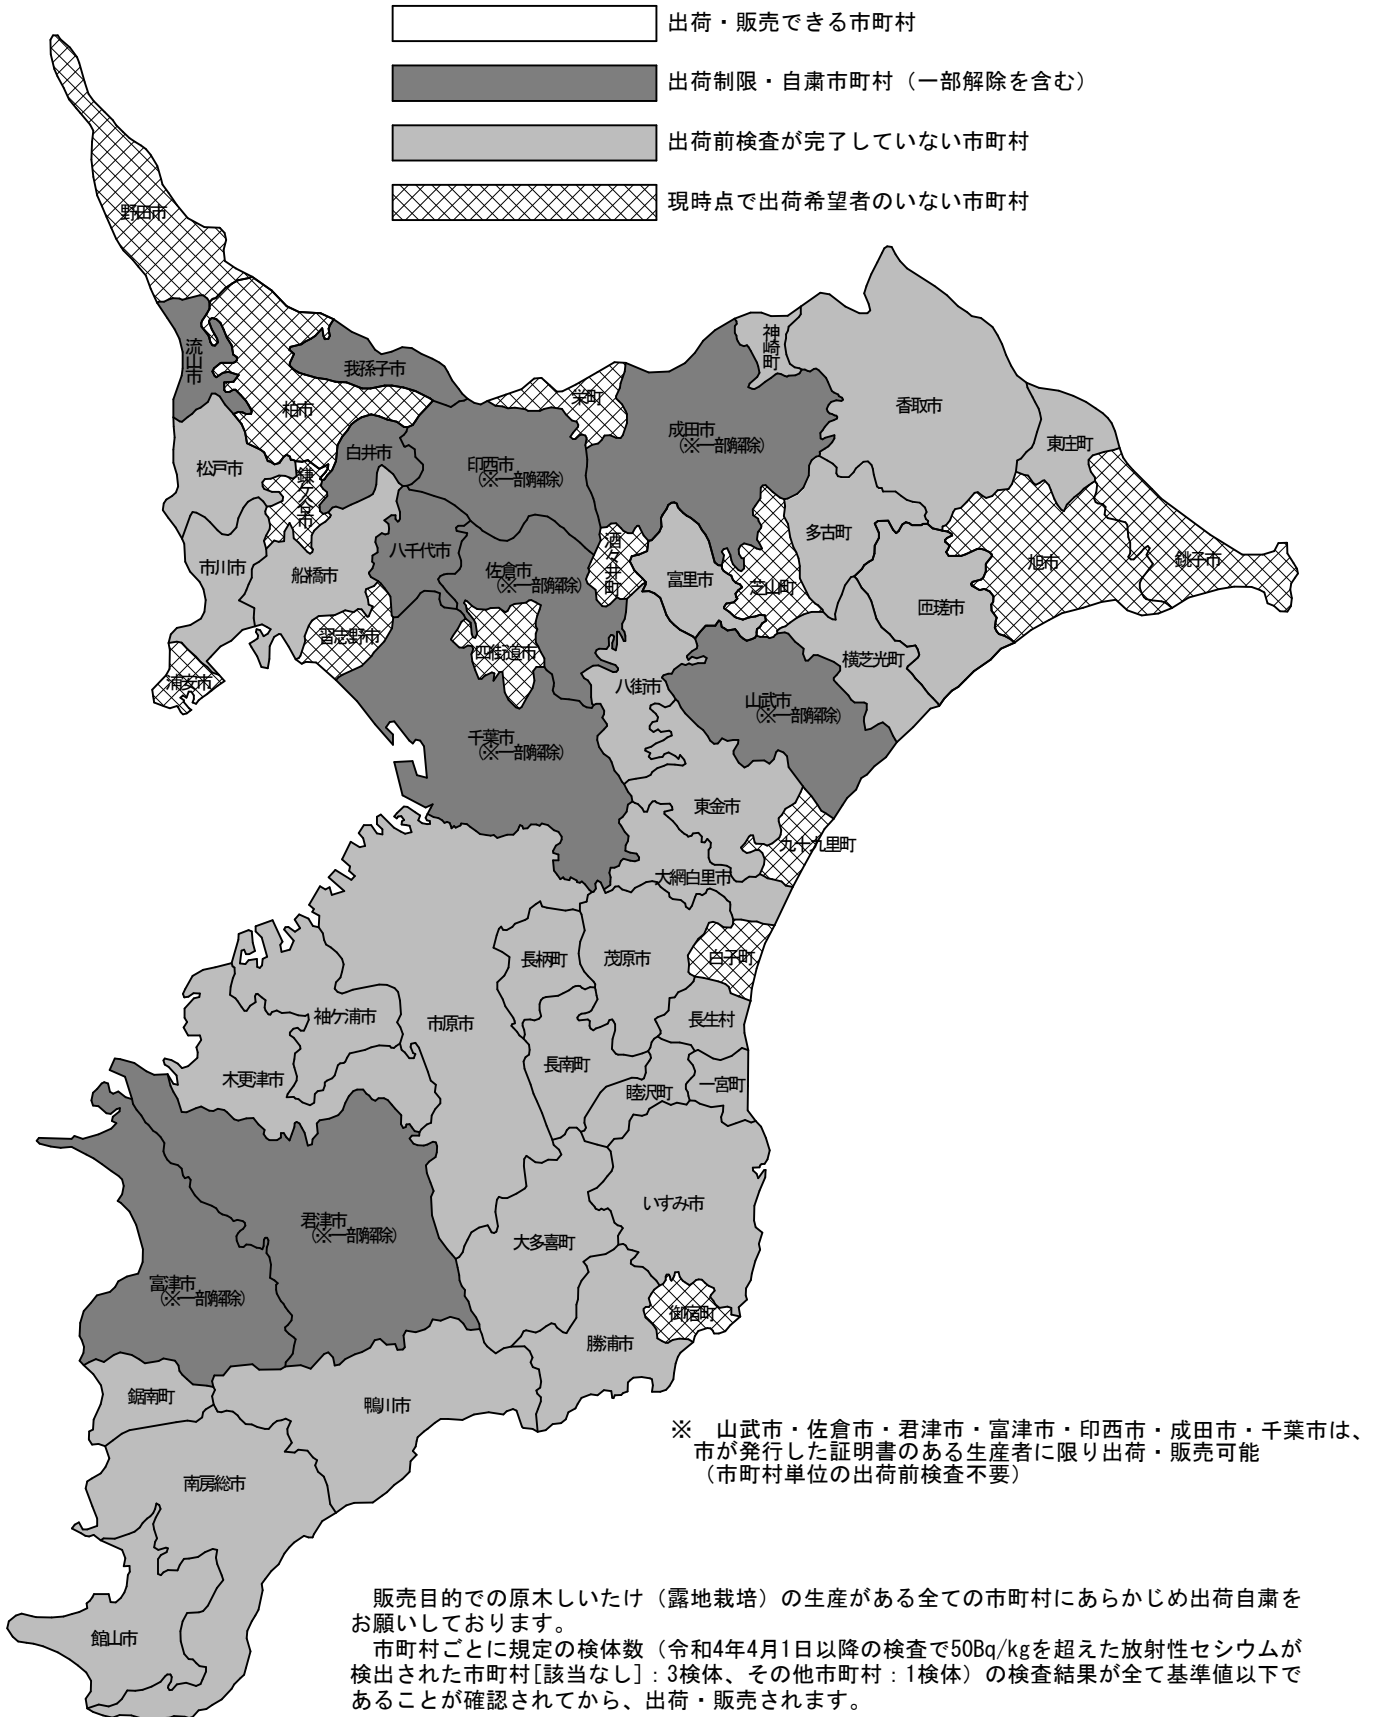 出荷・販売できる市町村
出荷制限・自粛市町村（一部解除を含む）
出荷前検査が完了していない市町村
現時点で出荷希望者のいない市町村
野田市
流山市
我孫子市
柏市
栄町
神崎町
香取市
成田市
（※一部解除）
東庄町
松戸市
鎌ケ谷市
白井市
印西市
（※一部解除）
多古町
市川市
船橋市
八千代市
佐倉市
（※一部解除）
酒々井町
富里市
芝山町
旭市
銚子市
匝瑳市
習志野市
四街道市
浦安市
八街市
横芝光町
山武市
（※一部解除）
千葉市
（※一部解除）
東金市
九十九里町
大網白里市
長柄町
茂原市
白子町
袖ケ浦市
市原市
長生村
木更津市
長南町
睦沢町
一宮町
君津市
（※一部解除）
いすみ市
大多喜町
富津市
（※一部解除）
御宿町
勝浦市
鋸南町
鴨川市
南房総市
館山市
※　山武市・佐倉市・君津市・富津市・印西市・成田市・千葉市は、
市が発行した証明書のある生産者に限り出荷・販売可能
（市町村単位の出荷前検査不要）
販売目的での原木しいたけ（露地栽培）の生産がある全ての市町村にあらかじめ出荷自粛を
お願いしております。
市町村ごとに規定の検体数（令和4年4月1日以降の検査で50Bq/kgを超えた放射性セシウムが
検出された市町村[該当なし]：3検体、その他市町村：1検体）の検査結果が全て基準値以下で
あることが確認されてから、出荷・販売されます。